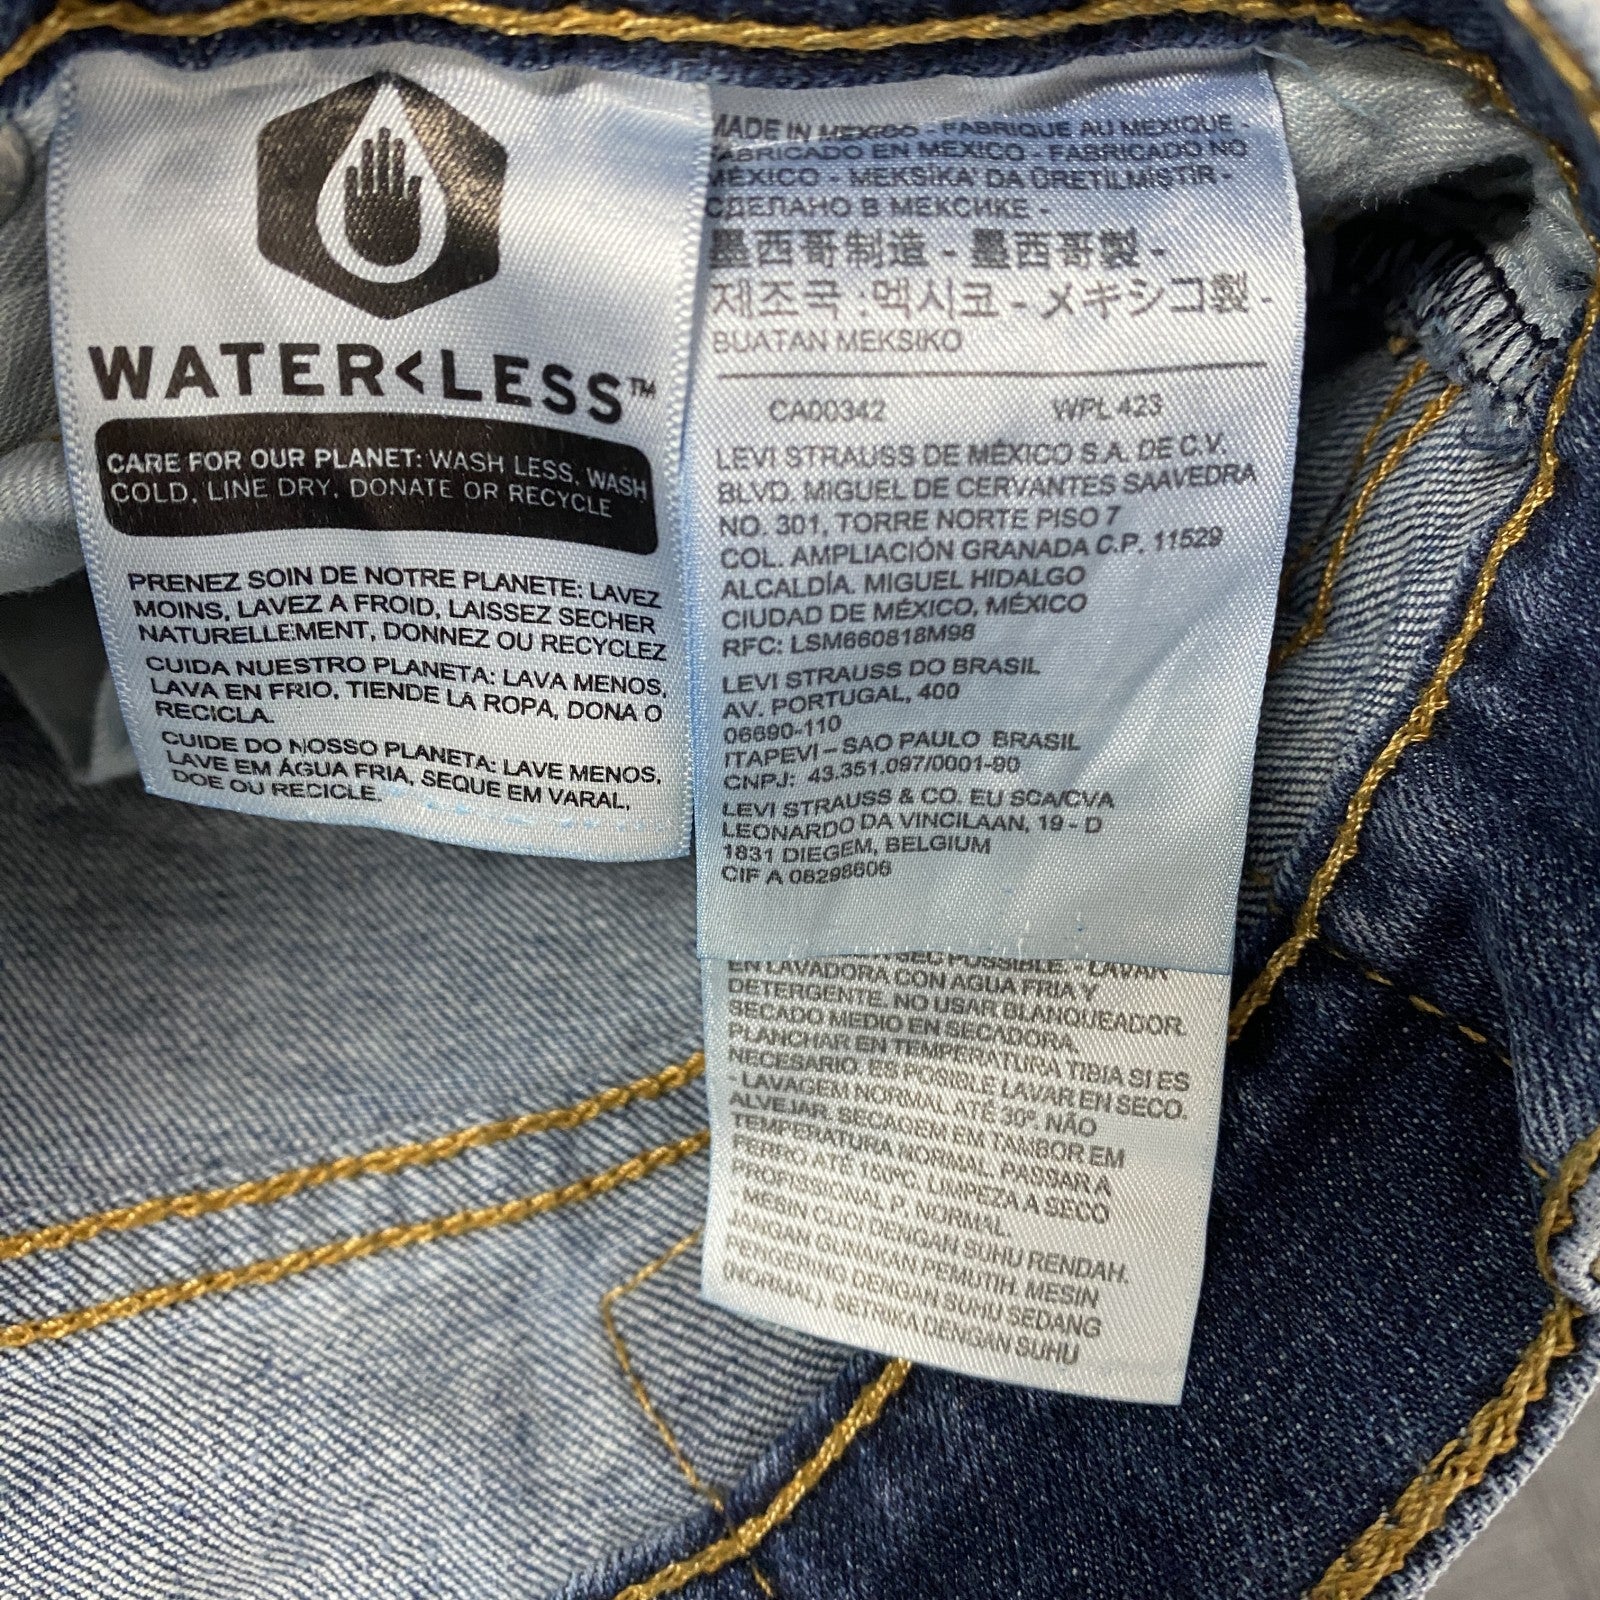 WATER<LESS™
CARE FOR OUR PLANET: WASH LESS, WASH
COLD, LINE DRY, DONATE OR RECYCLE
PRENEZ SOIN DE NOTRE PLANETE: LAVEZ
MOINS, LAVEZ A FROID, LAISSEZ SECHER
NATURELLEMENT, DONNEZ OU RECYCLEZ
CUIDA NUESTRO PLANETA: LAVA MENOS,
LAVA EN FRIO, TIENDE LA ROPA, DONA O
RECICLA.
CUIDE DO NOSSO PLANETA: LAVE MENOS,
LAVE EM ÁGUA FRIA, SEQUE EM VARAL,
DOE OU RECICLE.
MADE IN MEXICO - FABRIQUE AU MEXIQUE -
FABRICADO EN MEXICO - FABRICADO NO
MÉXICO - MEKSİKA' DA ÜRETİLMİŞTİR -
СДЕЛАНО В МЕКСИКЕ -
墨西哥制造 - 墨西哥製 -
제조국 : 멕시코 - メキシコ製 -
BUATAN MEKSIKO
CA00342 WPL 423
LEVI STRAUSS DE MÉXICO S.A. DE C.V.
BLVD. MIGUEL DE CERVANTES SAAVEDRA
NO. 301, TORRE NORTE PISO 7
COL. AMPLIACIÓN GRANADA C.P. 11529
ALCALDÍA. MIGUEL HIDALGO
CIUDAD DE MÉXICO, MÉXICO
RFC: LSM660818M98
LEVI STRAUSS DO BRASIL
AV. PORTUGAL, 400
06690-110
ITAPEVI – SAO PAULO BRASIL
CNPJ: 43.351.097/0001-90
LEVI STRAUSS & CO. EU SCA/CVA
LEONARDO DA VINCILAAN, 19 - D
1831 DIEGEM, BELGIUM
CIF A 08298606
SEC POSSIBLE. - LAVAR
EN LAVADORA CON AGUA FRIA Y
DETERGENTE. NO USAR BLANQUEADOR.
SECADO MEDIO EN SECADORA.
PLANCHAR EN TEMPERATURA TIBIA SI ES
NECESARIO. ES POSIBLE LAVAR EN SECO.
- LAVAGEM NORMAL ATÉ 30º. NÃO
ALVEJAR. SECAGEM EM TAMBOR EM
TEMPERATURA NORMAL. PASSAR A
FERRO ATÉ 150ºC. LIMPEZA A SECO
PROFISSIONAL P. NORMAL.
- MESIN CUCI DENGAN SUHU RENDAH.
JANGAN GUNAKAN PEMUTIH. MESIN
PENGERING DENGAN SUHU SEDANG
(NORMAL). SETRIKA DENGAN SUHU